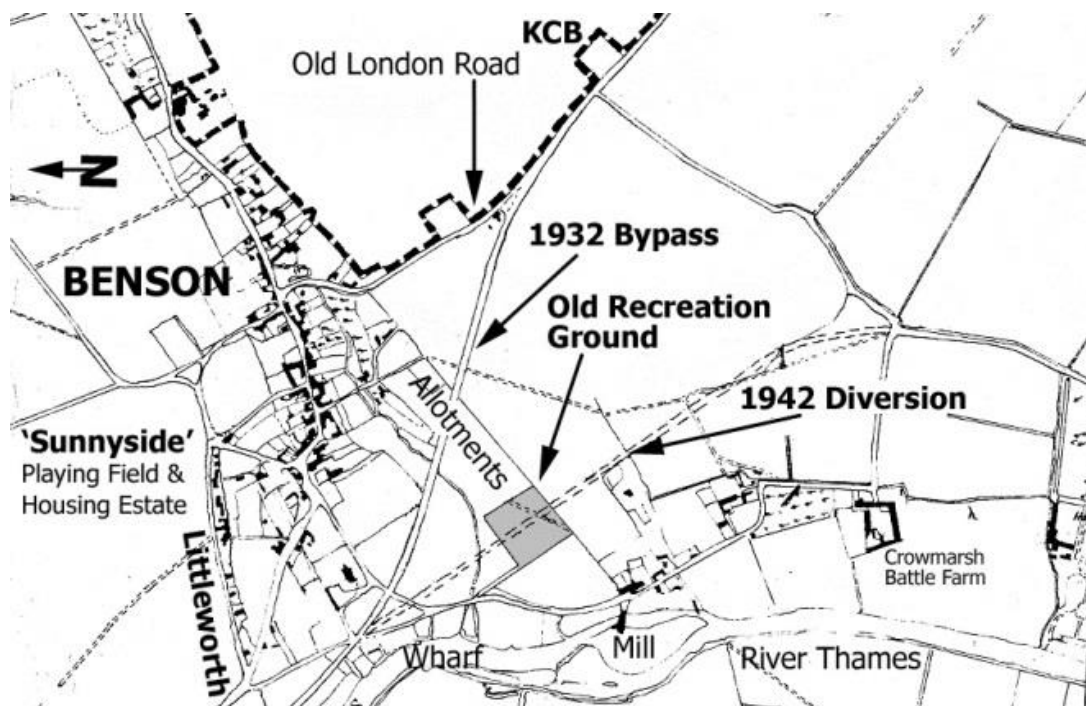 KCB
Old London Road
N
1932 Bypass
BENSON
Old Recreation
Ground
Allotments
1942 Diversion
'Sunnyside'
Playing Field &
Housing Estate
Littleworth
Crowmarsh
Battle Farm
Wharf
Mill
River Thames